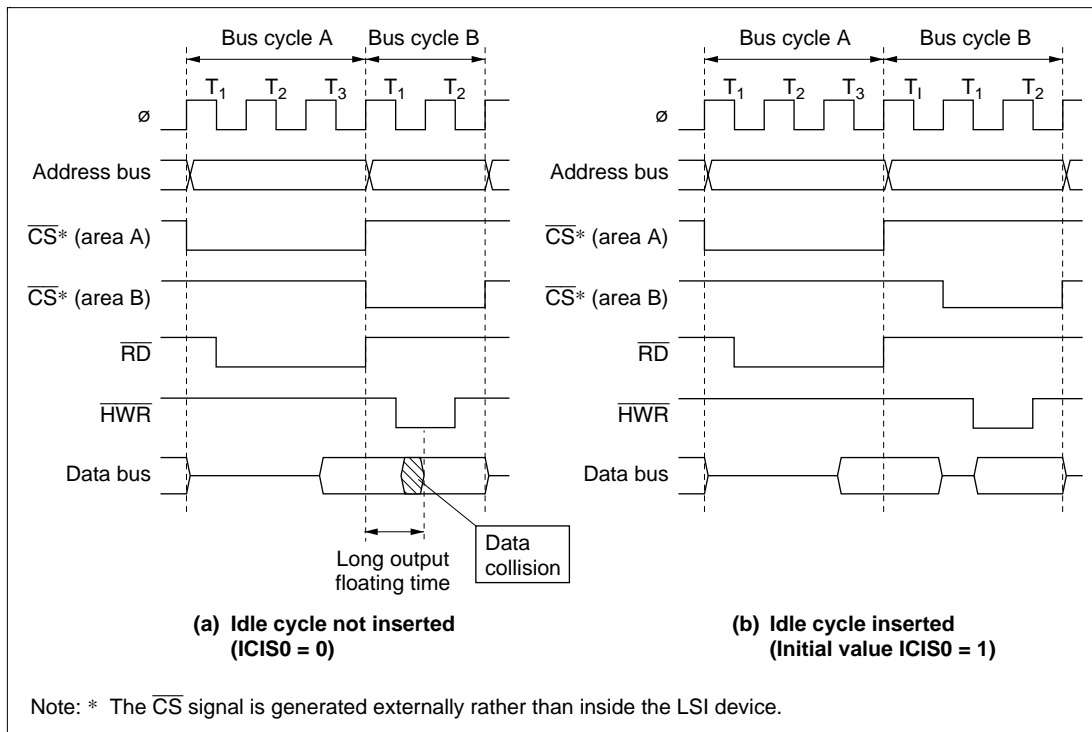 Bus cycle A Bus cycle B
T1 T2 T3 T1 T2
ø
Address bus
CS* (area A)
CS* (area B)
RD
HWR
Data bus
Long output
floating time
Data
collision
(a) Idle cycle not inserted
(ICIS0 = 0)
Bus cycle A Bus cycle B
T1 T2 T3 TI T1 T2
ø
Address bus
CS* (area A)
CS* (area B)
RD
HWR
Data bus
(b) Idle cycle inserted
(Initial value ICIS0 = 1)
Note: * The CS signal is generated externally rather than inside the LSI device.